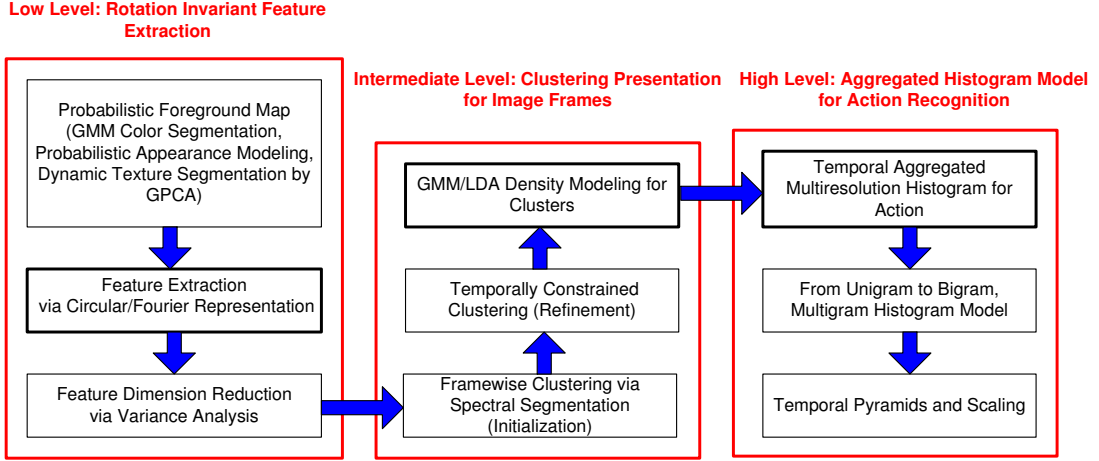 Low Level: Rotation Invariant Feature
Extraction
Probabilistic Foreground Map
(GMM Color Segmentation,
Probabilistic Appearance Modeling,
Dynamic Texture Segmentation by
GPCA)
Feature Extraction
via Circular/Fourier Representation
Feature Dimension Reduction
via Variance Analysis
Intermediate Level: Clustering Presentation
for Image Frames
GMM/LDA Density Modeling for
Clusters
Temporally Constrained
Clustering (Refinement)
Framewise Clustering via
Spectral Segmentation
(Initialization)
High Level: Aggregated Histogram Model
for Action Recognition
Temporal Aggregated
Multiresolution Histogram for
Action
From Unigram to Bigram,
Multigram Histogram Model
Temporal Pyramids and Scaling